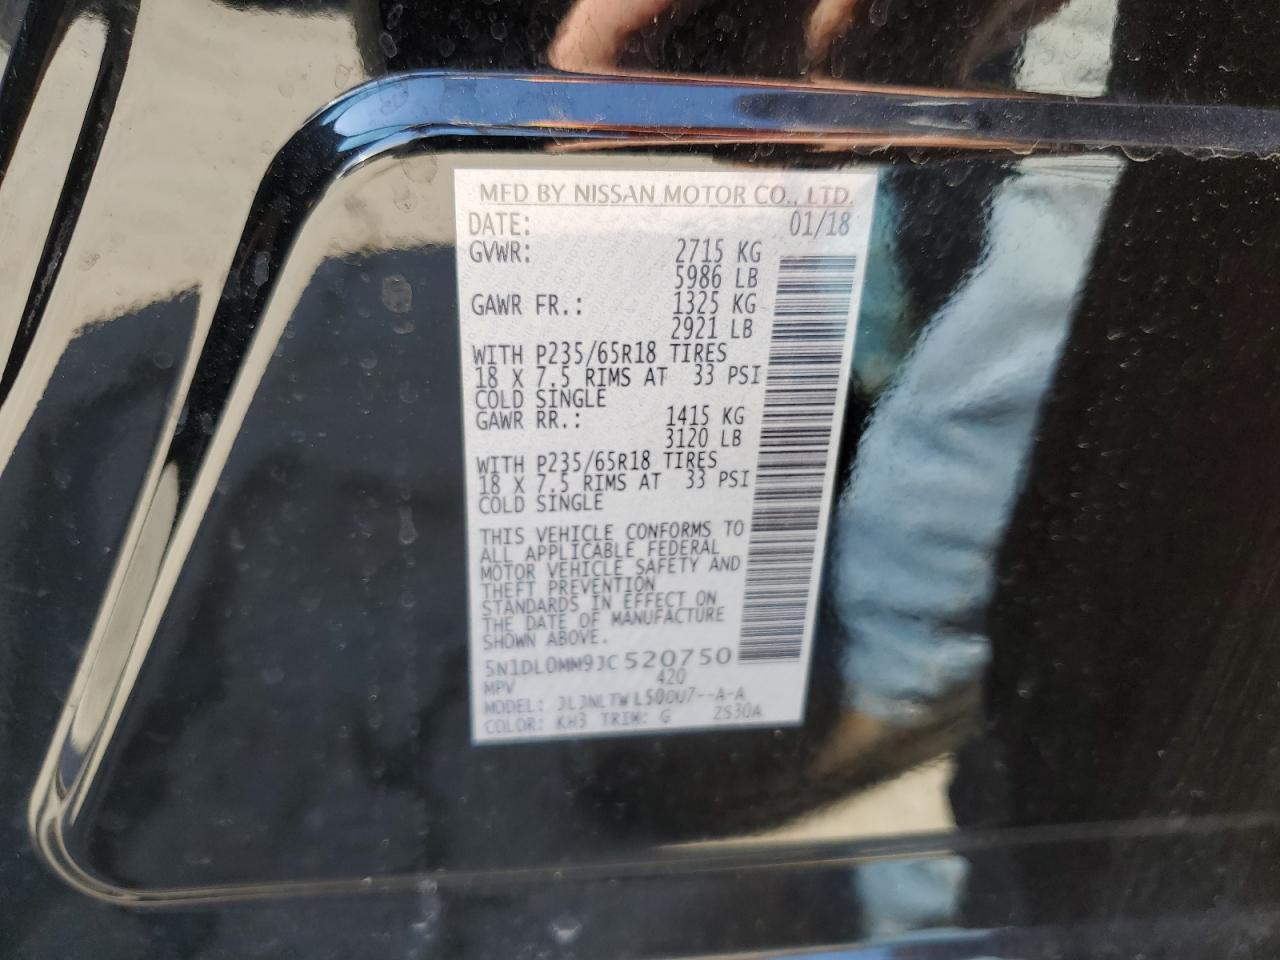 MFD BY NISSAN MOTOR CO., LTD.
DATE: 01/18
GVWR: 2715 KG
5986 LB
GAWR FR.: 1325 KG
2921 LB
WITH P235/65R18 TIRES
18 X 7.5 RIMS AT 33 PSI
COLD SINGLE
GAWR RR.: 1415 KG
3120 LB
WITH P235/65R18 TIRES
18 X 7.5 RIMS AT 33 PSI
COLD SINGLE
THIS VEHICLE CONFORMS TO
ALL APPLICABLE FEDERAL
MOTOR VEHICLE SAFETY AND
THEFT PREVENTION
STANDARDS IN EFFECT ON
THE DATE OF MANUFACTURE
SHOWN ABOVE.
5N1DL0MM9JC520750
MPV 420
MODEL:
COLOR: KH3 TRIM: G ZS30A